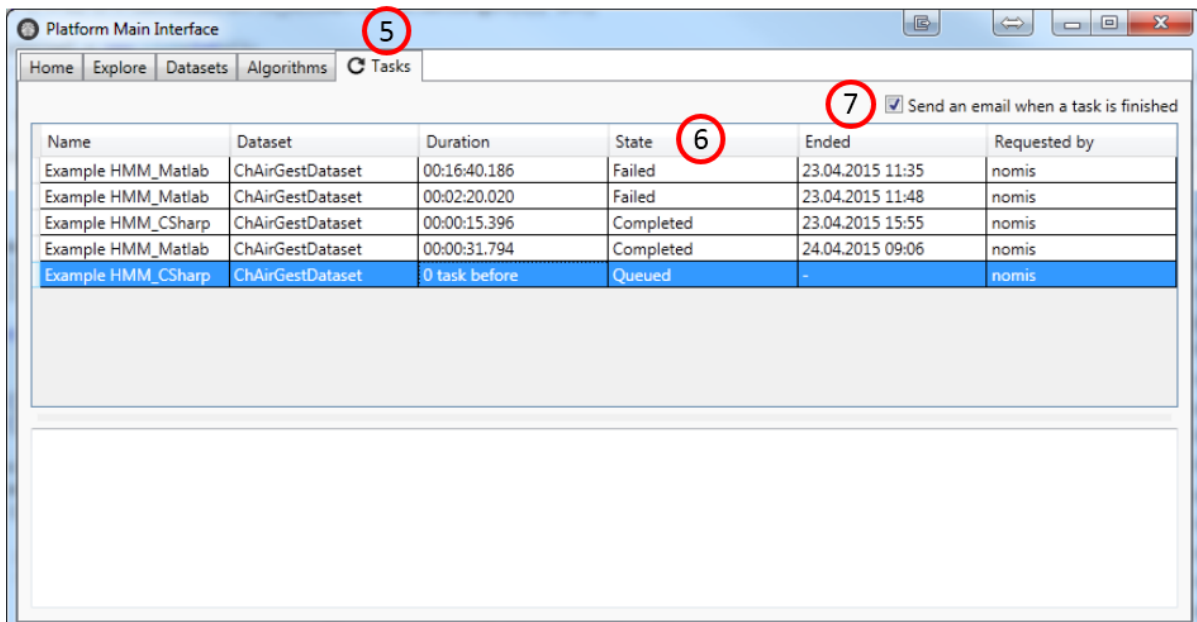 Platform Main Interface
5
Home Explore Datasets Algorithms Tasks
7 Send an email when a task is finished
Name Dataset Duration State 6 Ended Requested by
Example HMM_Matlab ChAirGestDataset 00:16:40.186 Failed 23.04.2015 11:35 nomis
Example HMM_Matlab ChAirGestDataset 00:02:20.020 Failed 23.04.2015 11:48 nomis
Example HMM_CSharp ChAirGestDataset 00:00:15.396 Completed 23.04.2015 15:55 nomis
Example HMM_Matlab ChAirGestDataset 00:00:31.794 Completed 24.04.2015 09:06 nomis
Example HMM_CSharp ChAirGestDataset 0 task before Queued - nomis